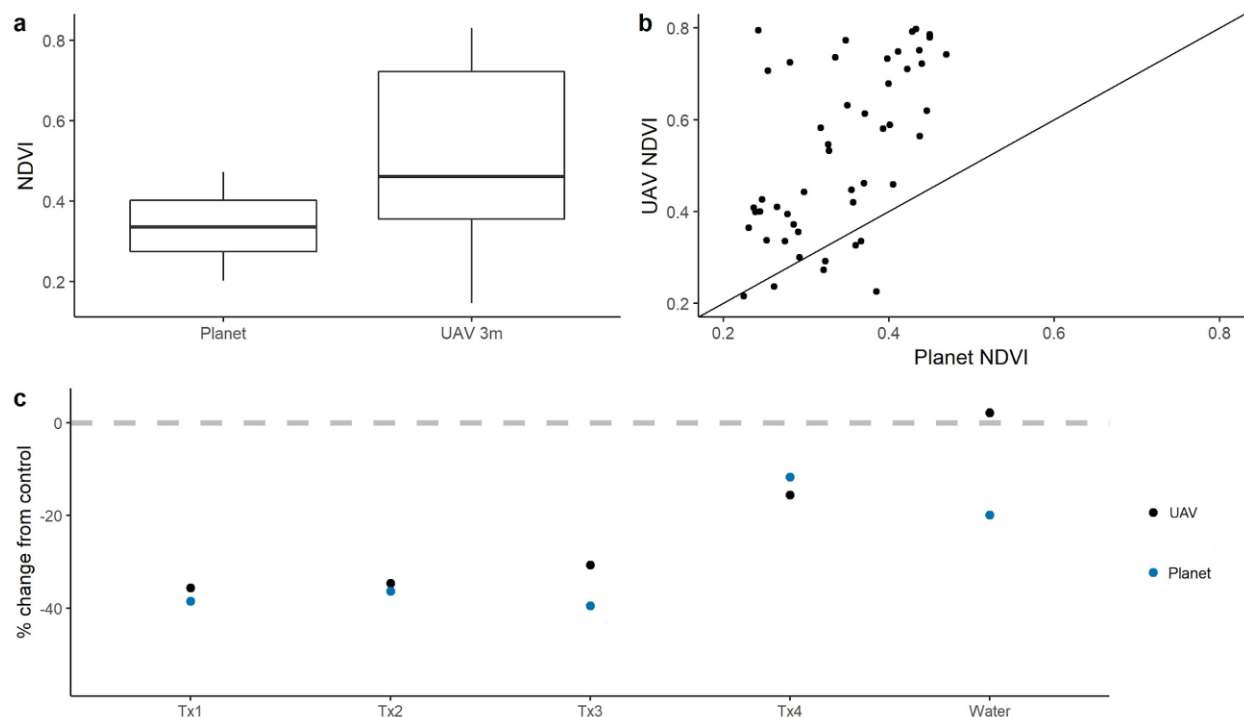 a
0.8
0.6
0.4
0.2
NDVI
Planet
UAV 3m
b
0.8
0.6
0.4
0.2
UAV NDVI
0.2
0.4
0.6
0.8
Planet NDVI
c
0
-20
-40
% change from control
Tx1
Tx2
Tx3
Tx4
Water
UAV
Planet